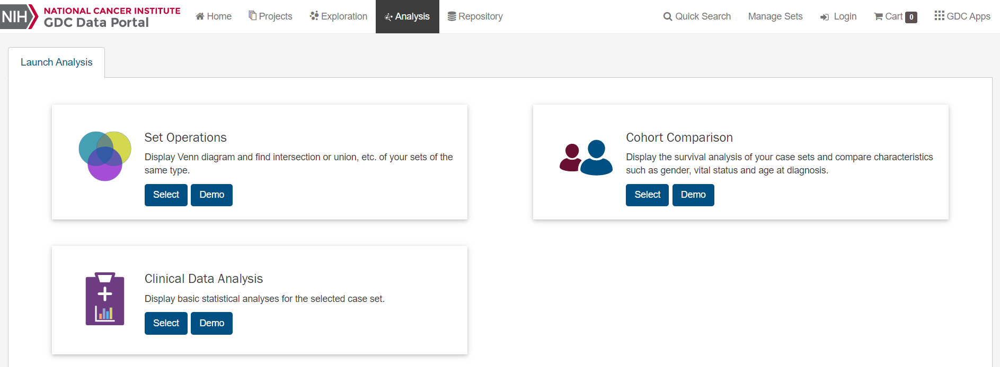 NIH NATIONAL CANCER INSTITUTE
GDC Data Portal
Home Projects Exploration Analysis Repository Quick Search Manage Sets Login Cart 0 GDC Apps
Launch Analysis
Set Operations
Display Venn diagram and find intersection or union, etc. of your sets of the
same type.
Select Demo
Cohort Comparison
Display the survival analysis of your case sets and compare characteristics
such as gender, vital status and age at diagnosis.
Select Demo
Clinical Data Analysis
Display basic statistical analyses for the selected case set.
Select Demo